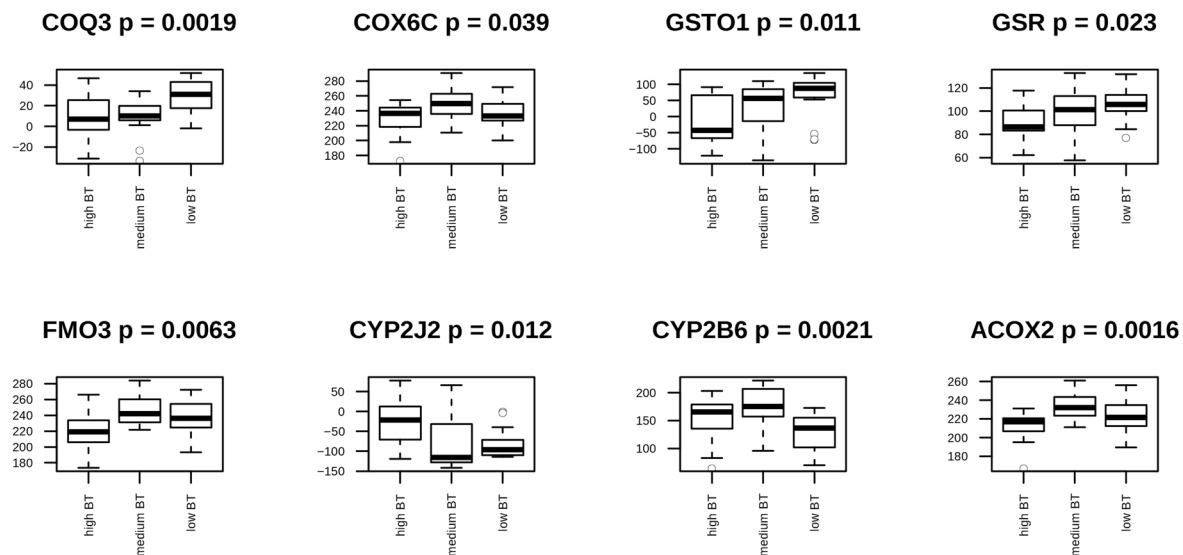 COQ3 p = 0.0019 COX6C p = 0.039 GSTO1 p = 0.011 GSR p = 0.023
40
20
0
−20
high BT
medium BT
low BT
280
260
240
220
200
180
high BT
medium BT
low BT
100
50
0
−50
−100
high BT
medium BT
low BT
120
100
80
60
high BT
medium BT
low BT
FMO3 p = 0.0063 CYP2J2 p = 0.012 CYP2B6 p = 0.0021 ACOX2 p = 0.0016
280
260
240
220
200
180
high BT
medium BT
low BT
50
0
−50
−100
−150
high BT
medium BT
low BT
200
150
100
high BT
medium BT
low BT
260
240
220
200
180
high BT
medium BT
low BT